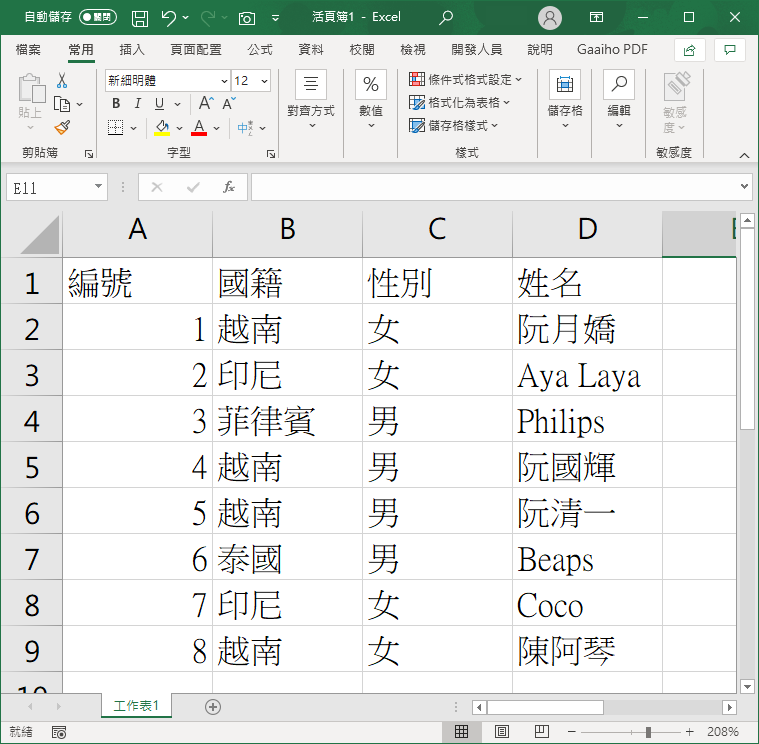 自動儲存 關閉 活頁簿1 - Excel
檔案 常用 插入 頁面配置 公式 資料 校閱 檢視 開發人員 說明 Gaaiho PDF
貼上 新細明體 12 對齊方式 % 數值 條件式格式設定 儲存格 編輯 敏感度
B I U A A 格式化為表格
A 中 儲存格樣式
剪貼簿 字型 樣式 敏感度
E11 fx
A B C D E
1 編號 國籍 性別 姓名
2 1 越南 女 阮月嬌
3 2 印尼 女 Aya Laya
4 3 菲律賓 男 Philips
5 4 越南 男 阮國輝
6 5 越南 男 阮清一
7 6 泰國 男 Beaps
8 7 印尼 女 Coco
9 8 越南 女 陳阿琴
10
工作表1
就緒 208%